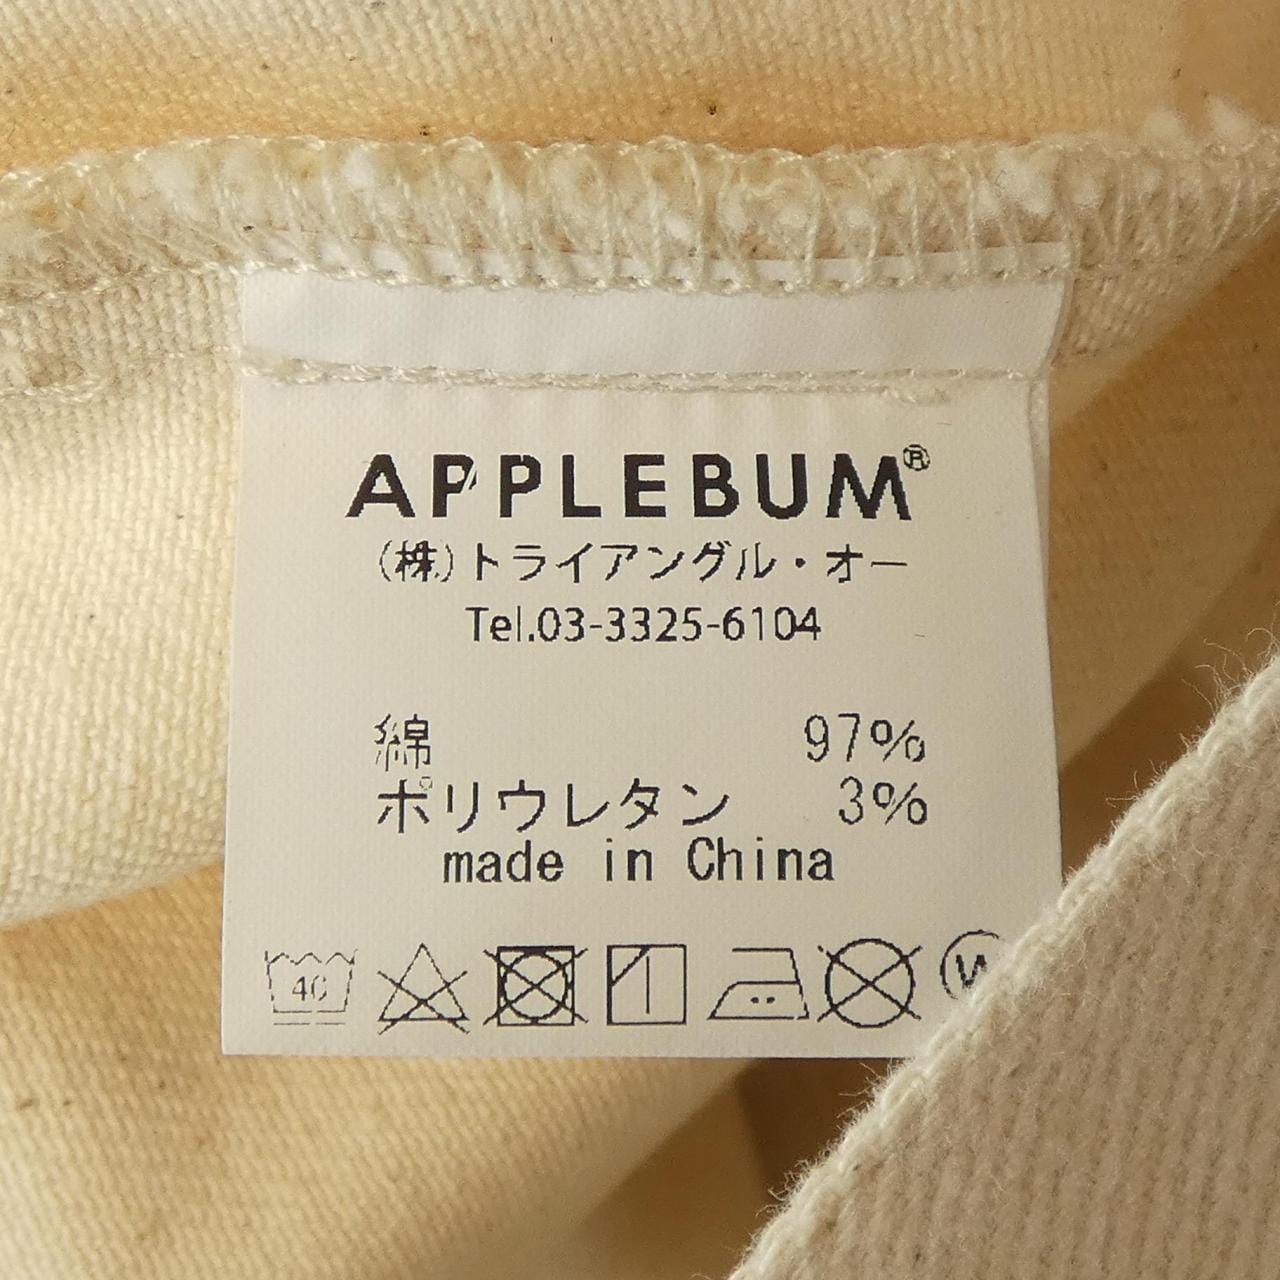 APPLEBUM®
(株)トライアングル・オー
Tel.03-3325-6104
綿 97%
ポリウレタン 3%
made in China
40 W